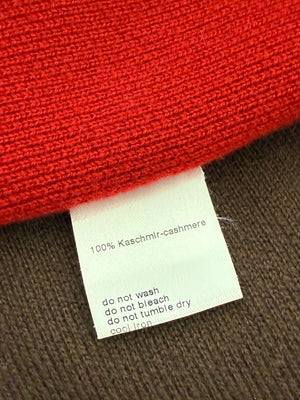 100% Kaschmir-cashmere
do not wash
do not bleach
do not tumble dry
cool iron